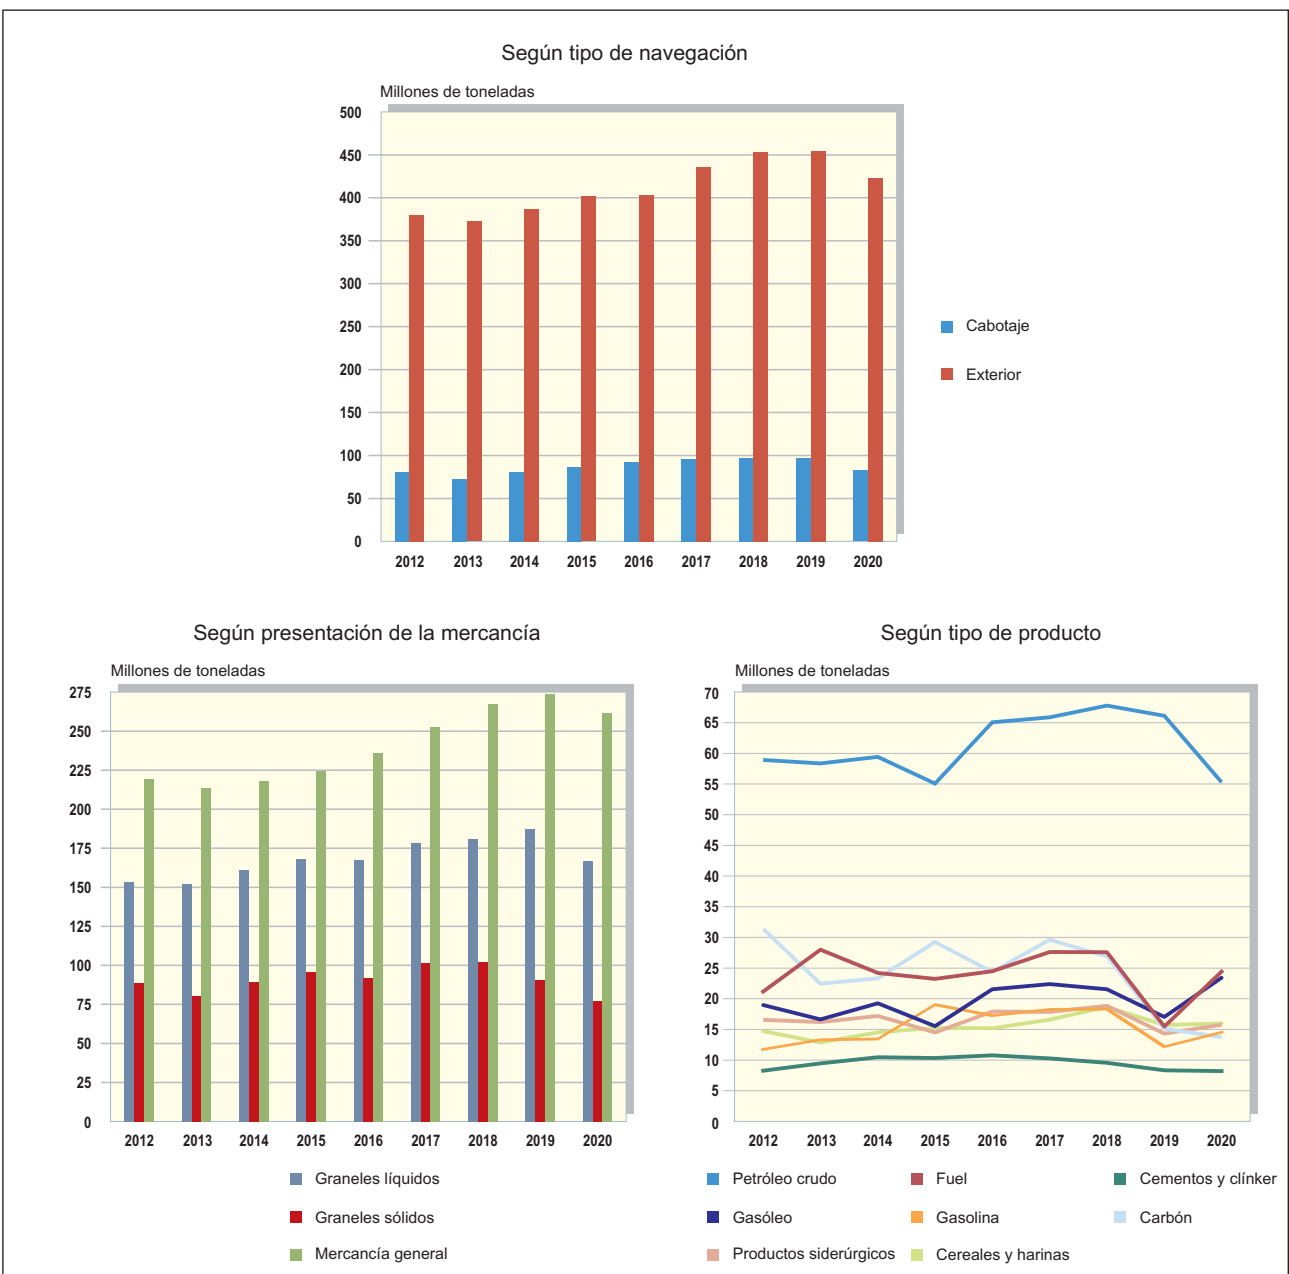 Según tipo de navegación
Millones de toneladas
500
450
400
350
300
250
200
150
100
50
0
2012 2013 2014 2015 2016 2017 2018 2019 2020
Cabotaje
Exterior
Según presentación de la mercancía
Millones de toneladas
275
250
225
200
175
150
125
100
75
50
25
0
2012 2013 2014 2015 2016 2017 2018 2019 2020
Graneles líquidos
Graneles sólidos
Mercancía general
Según tipo de producto
Millones de toneladas
70
65
60
55
50
45
40
35
30
25
20
15
10
5
0
2012 2013 2014 2015 2016 2017 2018 2019 2020
Petróleo crudo Fuel Cementos y clínker
Gasóleo Gasolina Carbón
Productos siderúrgicos Cereales y harinas